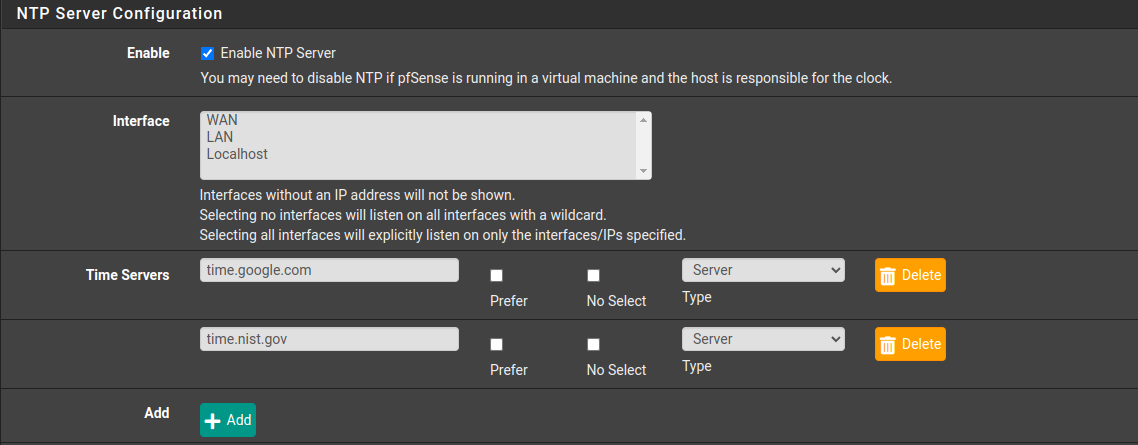 NTP Server Configuration
Enable Enable NTP Server
You may need to disable NTP if pfSense is running in a virtual machine and the host is responsible for the clock.
Interface WAN
LAN
Localhost
Interfaces without an IP address will not be shown.
Selecting no interfaces will listen on all interfaces with a wildcard.
Selecting all interfaces will explicitly listen on only the interfaces/IPs specified.
Time Servers time.google.com Server Delete
Prefer No Select Type
time.nist.gov Server Delete
Prefer No Select Type
Add Add